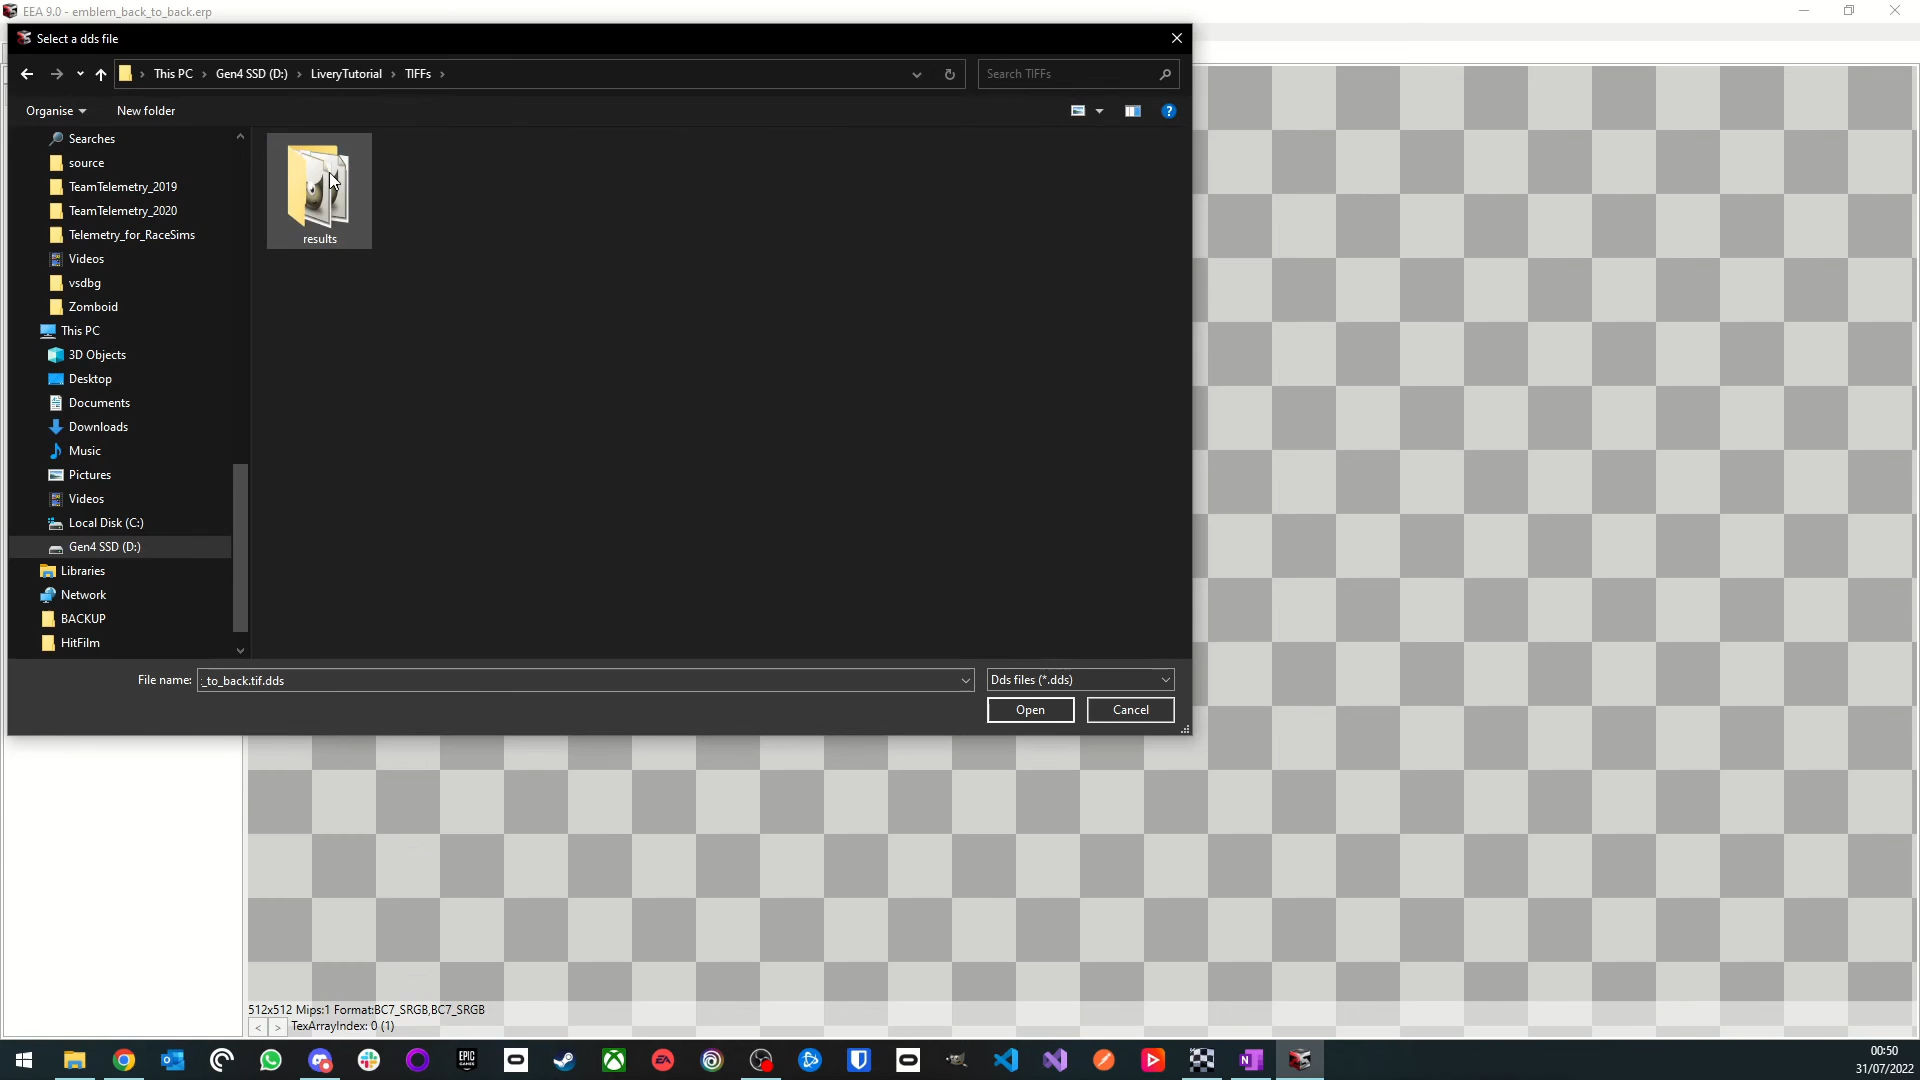 EEA 9.0 - emblem_back_to_back.erp
Select a dds file
This PC > Gen4 SSD (D:) > LiveryTutorial > TIFFs >
Search TIFFs
Organise
New folder
?
Searches
source
TeamTelemetry_2019
TeamTelemetry_2020
Telemetry_for_RaceSims
Videos
vsdbg
Zomboid
This PC
3D Objects
Desktop
Documents
Downloads
Music
Pictures
Videos
Local Disk (C:)
Gen4 SSD (D:)
Libraries
Network
BACKUP
HitFilm
results
File name:
_to_back.tif.dds
Dds files (*.dds)
Open
Cancel
512x512 Mips:1 Format:BC7_SRGB,BC7_SRGB
< > TexArrayIndex: 0 (1)
EPIC GAMES
EA
N
00:50
31/07/2022